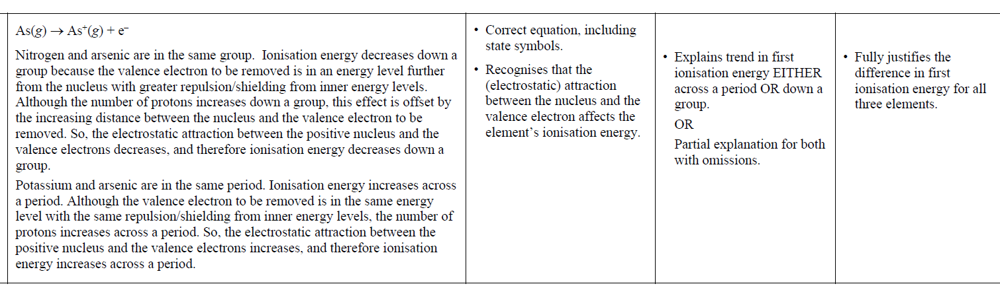 As(g) → As⁺(g) + e⁻
Nitrogen and arsenic are in the same group. Ionisation energy decreases down a
group because the valence electron to be removed is in an energy level further
from the nucleus with greater repulsion/shielding from inner energy levels.
Although the number of protons increases down a group, this effect is offset by
the increasing distance between the nucleus and the valence electron to be
removed. So, the electrostatic attraction between the positive nucleus and the
valence electrons decreases, and therefore ionisation energy decreases down a
group.
Potassium and arsenic are in the same period. Ionisation energy increases across
a period. Although the valence electron to be removed is in the same energy
level with the same repulsion/shielding from inner energy levels, the number of
protons increases across a period. So, the electrostatic attraction between the
positive nucleus and the valence electrons increases, and therefore ionisation
energy increases across a period.
• Correct equation, including
state symbols.
• Recognises that the
(electrostatic) attraction
between the nucleus and the
valence electron affects the
element's ionisation energy.
• Explains trend in first
ionisation energy EITHER
across a period OR down a
group.
OR
Partial explanation for both
with omissions.
• Fully justifies the
difference in first
ionisation energy for all
three elements.